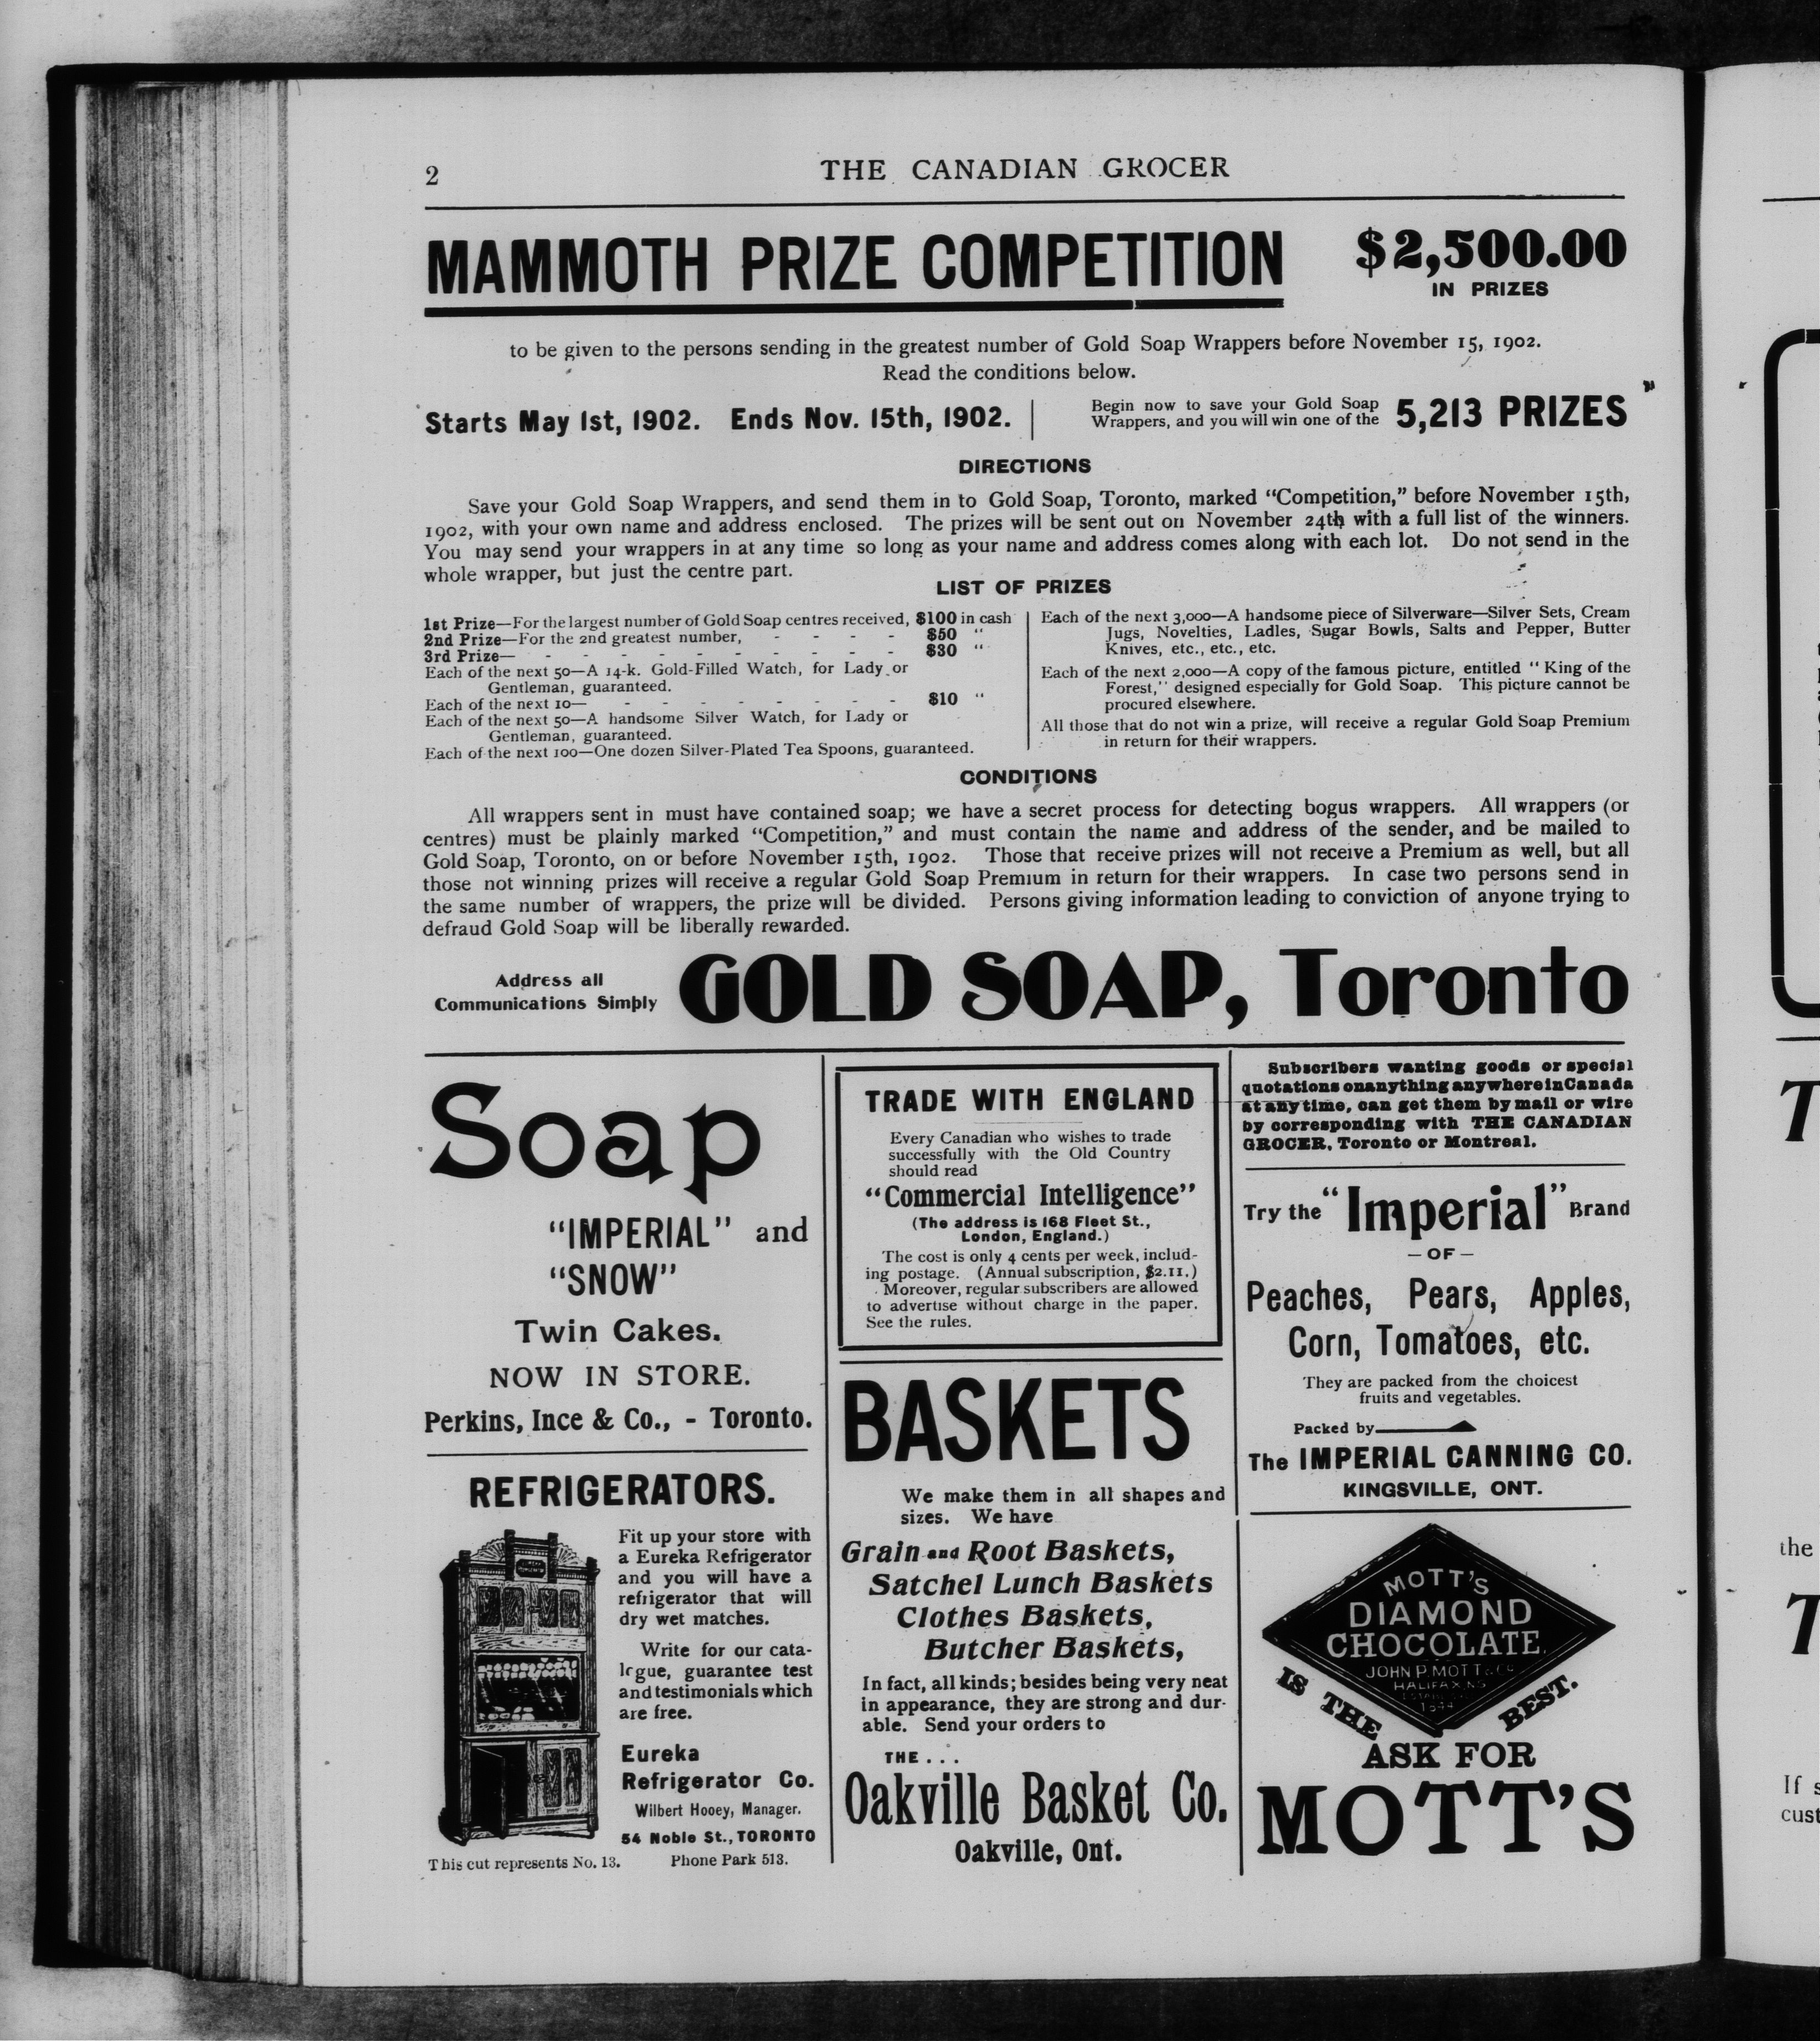 2
THE CANADIAN GROCER
MAMMOTH PRIZE COMPETITION
$2,500.00
IN PRIZES
to be given to the persons sending in the greatest number of Gold Soap Wrappers before November 15, 1902.
Read the conditions below.
Starts May 1st, 1902. Ends Nov. 15th, 1902.
Begin now to save your Gold Soap
Wrappers, and you will win one of the
5,213 PRIZES
DIRECTIONS
Save your Gold Soap Wrappers, and send them in to Gold Soap, Toronto, marked "Competition," before November 15th,
1902, with your own name and address enclosed. The prizes will be sent out on November 24th with a full list of the winners.
You may send your wrappers in at any time so long as your name and address comes along with each lot. Do not send in the
whole wrapper, but just the centre part.
LIST OF PRIZES
1st Prize—For the largest number of Gold Soap centres received, $100 in cash
2nd Prize—For the 2nd greatest number, - - - - $50 "
3rd Prize— - - - - - - - - - $30 "
Each of the next 50—A 14-k. Gold-Filled Watch, for Lady or
Gentleman, guaranteed.
Each of the next 10— - - - - - - - - $10 "
Each of the next 50—A handsome Silver Watch, for Lady or
Gentleman, guaranteed.
Each of the next 100—One dozen Silver-Plated Tea Spoons, guaranteed.
Each of the next 3,000—A handsome piece of Silverware—Silver Sets, Cream
Jugs, Novelties, Ladles, Sugar Bowls, Salts and Pepper, Butter
Knives, etc., etc., etc.
Each of the next 2,000—A copy of the famous picture, entitled "King of the
Forest," designed especially for Gold Soap. This picture cannot be
procured elsewhere.
All those that do not win a prize, will receive a regular Gold Soap Premium
in return for their wrappers.
CONDITIONS
All wrappers sent in must have contained soap; we have a secret process for detecting bogus wrappers. All wrappers (or
centres) must be plainly marked "Competition," and must contain the name and address of the sender, and be mailed to
Gold Soap, Toronto, on or before November 15th, 1902. Those that receive prizes will not receive a Premium as well, but all
those not winning prizes will receive a regular Gold Soap Premium in return for their wrappers. In case two persons send in
the same number of wrappers, the prize will be divided. Persons giving information leading to conviction of anyone trying to
defraud Gold Soap will be liberally rewarded.
Address all
Communications Simply
GOLD SOAP, Toronto
Soap
"IMPERIAL" and
"SNOW"
Twin Cakes.
NOW IN STORE.
Perkins, Ince & Co., - Toronto.
REFRIGERATORS.
Fit up your store with
a Eureka Refrigerator
and you will have a
refrigerator that will
dry wet matches.
Write for our cata-
logue, guarantee test
and testimonials which
are free.
Eureka
Refrigerator Co.
Wilbert Hooey, Manager.
54 Noble St., TORONTO
Phone Park 513.
This cut represents No. 13.
TRADE WITH ENGLAND
Every Canadian who wishes to trade
successfully with the Old Country
should read
"Commercial Intelligence"
(The address is 168 Fleet St.,
London, England.)
The cost is only 4 cents per week, includ-
ing postage. (Annual subscription, $2.11.)
Moreover, regular subscribers are allowed
to advertise without charge in the paper.
See the rules.
BASKETS
We make them in all shapes and
sizes. We have
Grain and Root Baskets,
Satchel Lunch Baskets
Clothes Baskets,
Butcher Baskets,
In fact, all kinds; besides being very neat
in appearance, they are strong and dur-
able. Send your orders to
THE...
Oakville Basket Co.
Oakville, Ont.
Subscribers wanting goods or special
quotations on anything anywhere in Canada
at any time, can get them by mail or wire
by corresponding with THE CANADIAN
GROCER, Toronto or Montreal.
Try the "Imperial" Brand
—OF—
Peaches, Pears, Apples,
Corn, Tomatoes, etc.
They are packed from the choicest
fruits and vegetables.
Packed by
The IMPERIAL CANNING CO.
KINGSVILLE, ONT.
MOTT'S
DIAMOND
CHOCOLATE
JOHN P. MOTT & Co
HALIFAX, N.S
1844
IS THE BEST.
ASK FOR
MOTT'S
T
the
T
If s
cust